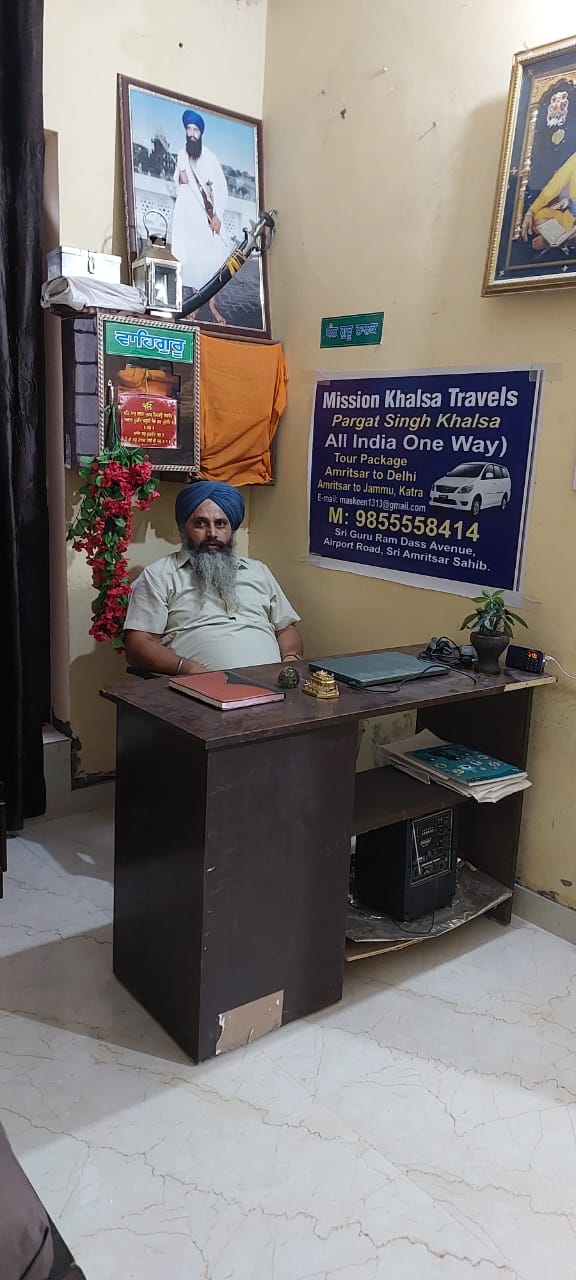 ਵਾਹਿਗੁਰੂ
ੴ
ਧੰਨ ਗੁਰੂ ਨਾਨਕ
Mission Khalsa Travels
Pargat Singh Khalsa
All India One Way)
Tour Package
Amritsar to Delhi
Amritsar to Jammu, Katra
E-mail: maskeen1313@gmail.com
M: 9855558414
Sri Guru Ram Dass Avenue,
Airport Road, Sri Amritsar Sahib.